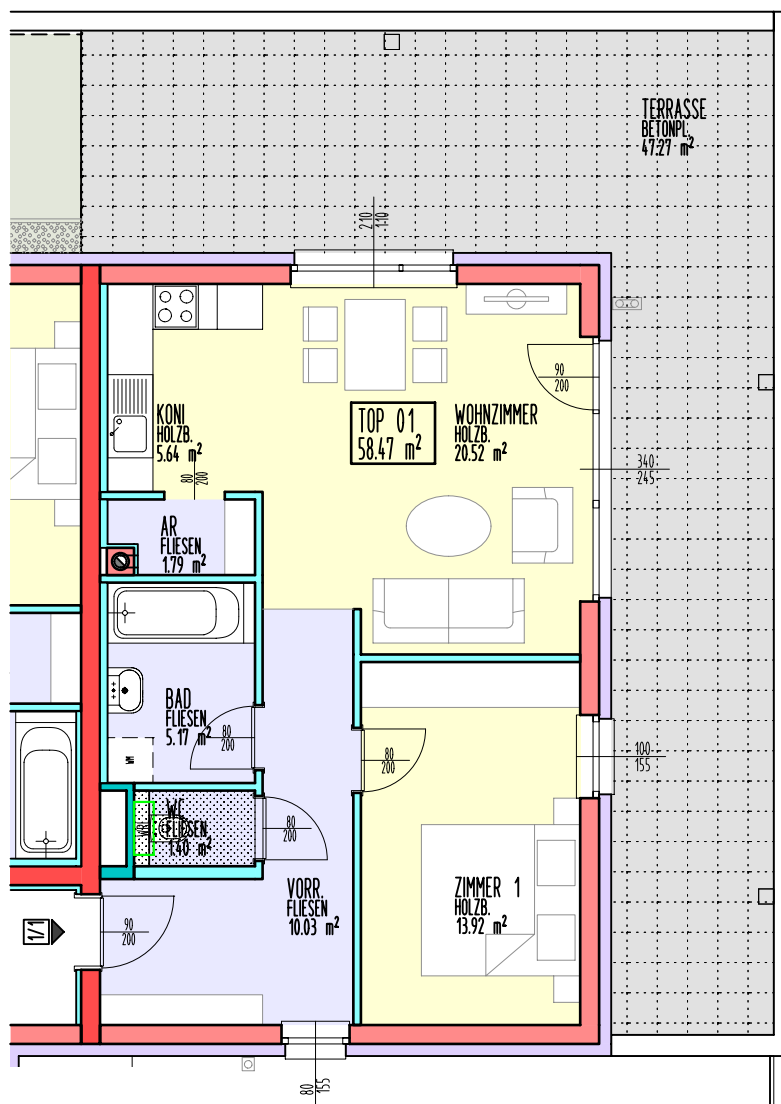 TERRASSE
BETONPL.
47.27 m²
210
110
90
200
KONI
HOLZB.
5.64 m²
TOP 01
58.47 m²
WOHNZIMMER
HOLZB.
20.52 m²
340
245
80
200
AR
FLIESEN
1.79 m²
BAD
FLIESEN
5.17 m²
80
200
WM
80
200
100
155
WC
FLIESEN
1.40 m²
80
200
VORR.
FLIESEN
10.03 m²
ZIMMER 1
HOLZB.
13.92 m²
1/1
90
200
80
155